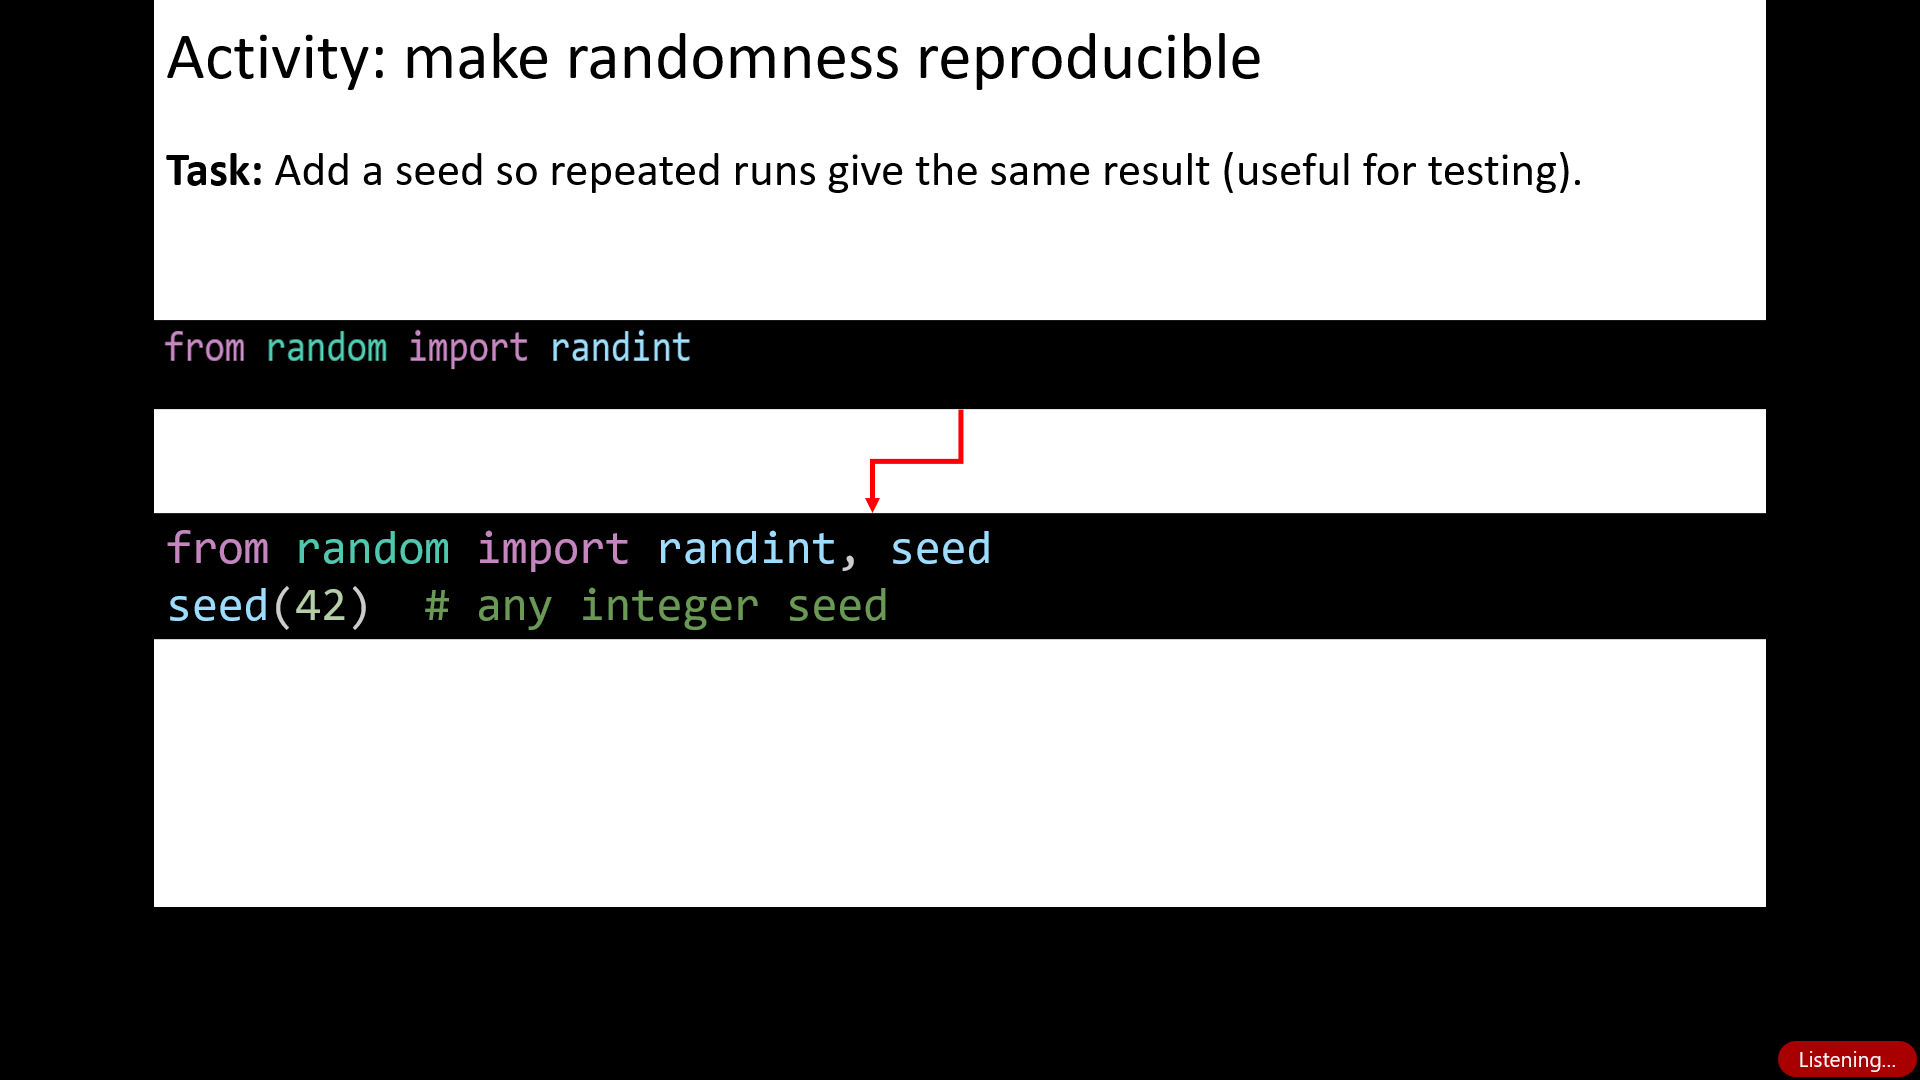 Activity: make randomness reproducible
Task: Add a seed so repeated runs give the same result (useful for testing).
from random import randint
from random import randint, seed
seed(42)  # any integer seed
Listening...